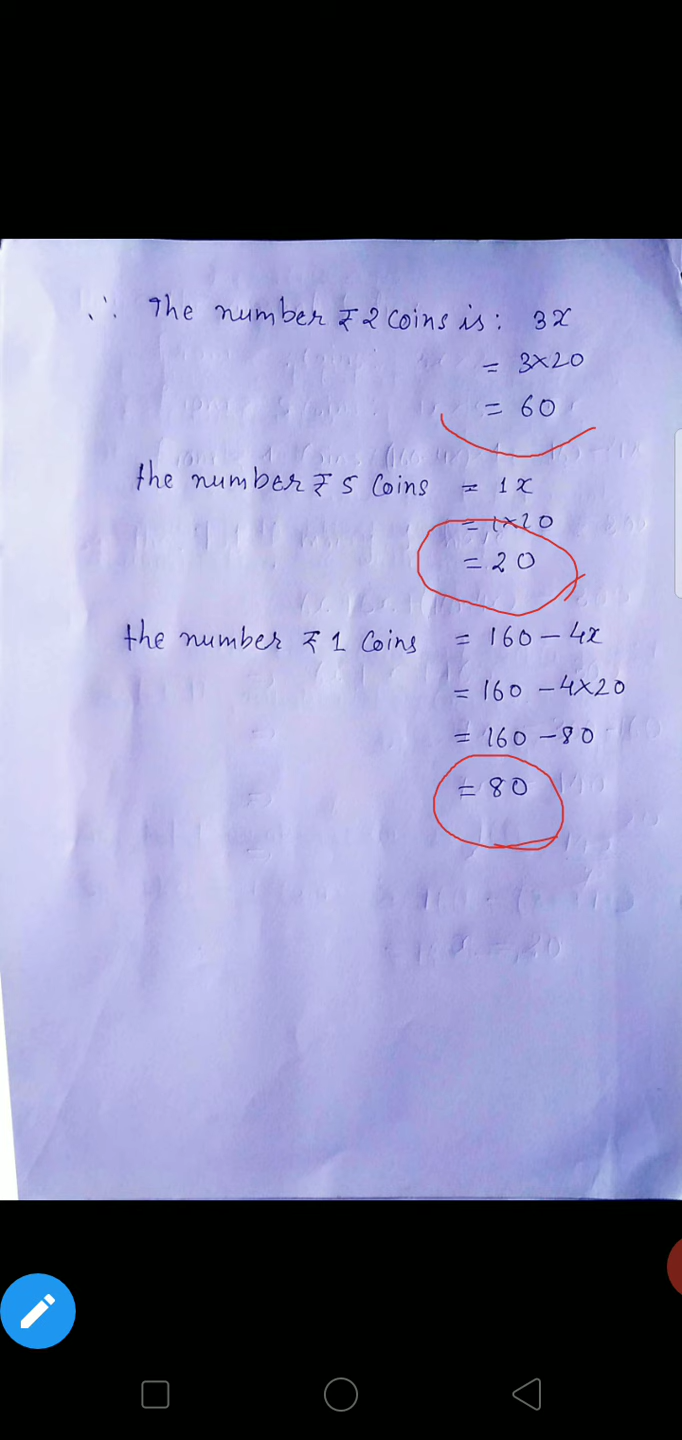 ∴ The number ₹2 coins is: 3x
= 3×20
= 60
the number ₹5 coins = 1x
= 1×20
= 20
the number ₹1 coins = 160-4x
= 160-4×20
= 160-80
= 80